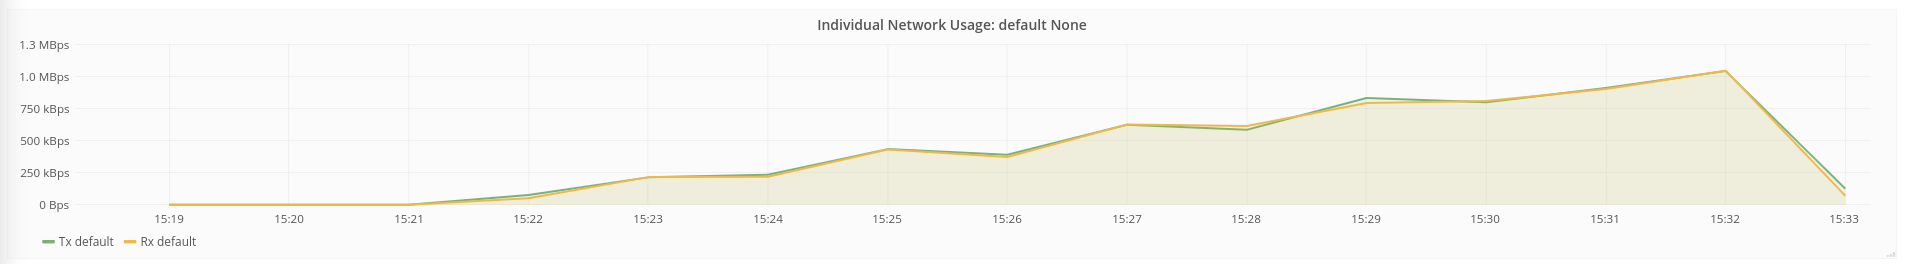 Individual Network Usage: default None
1.3 MBps
1.0 MBps
750 kBps
500 kBps
250 kBps
0 Bps
15:19 15:20 15:21 15:22 15:23 15:24 15:25 15:26 15:27 15:28 15:29 15:30 15:31 15:32 15:33
Tx default Rx default